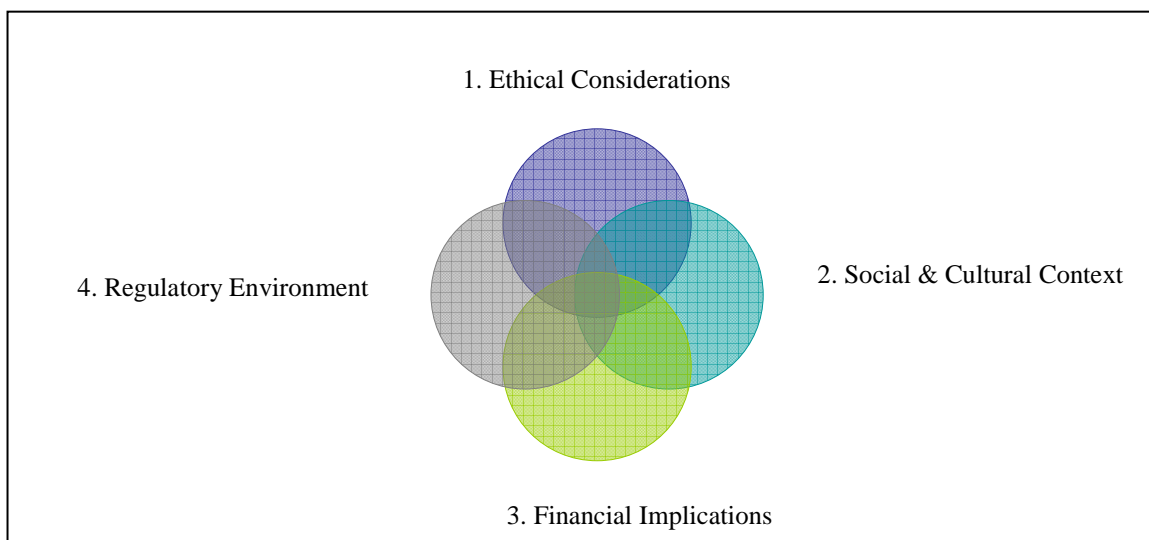 1. Ethical Considerations
2. Social & Cultural Context
4. Regulatory Environment
3. Financial Implications